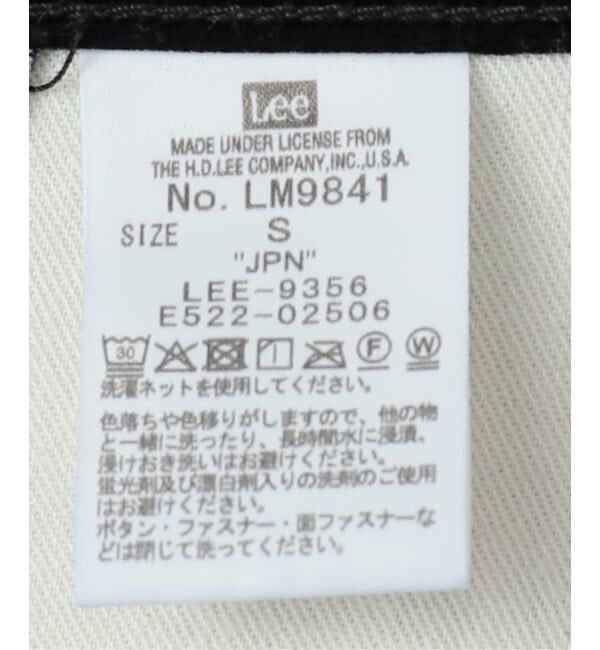 Lee
MADE UNDER LICENSE FROM
THE H.D.LEE COMPANY,INC.,U.S.A.
No. LM9841
SIZE S
"JPN"
LEE-9356
E522-02506
30 F W
洗濯ネットを使用してください。
色落ちや色移りがしますので、他の物
と一緒に洗ったり、長時間水に浸漬、
浸けおき洗いはお避けください。
蛍光剤及び漂白剤入りの洗剤のご使用
はお避けください。
ボタン・ファスナー・面ファスナーな
どは閉じて洗ってください。